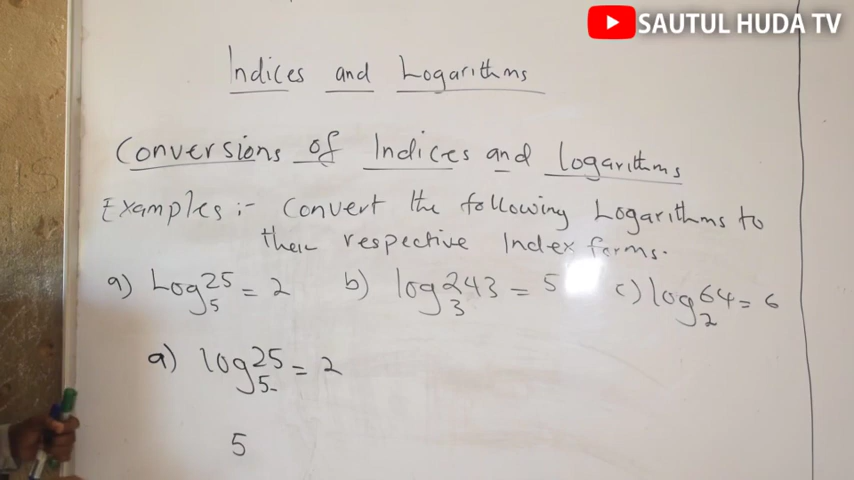 SAUTUL HUDA TV
Indices and Logarithms
Conversions of Indices and Logarithms
Examples:- Convert the following Logarithms to
their respective Index forms.
a) Log₅25 = 2 b) log₃243 = 5 c) log₂64 = 6
a) log₅25 = 2
5